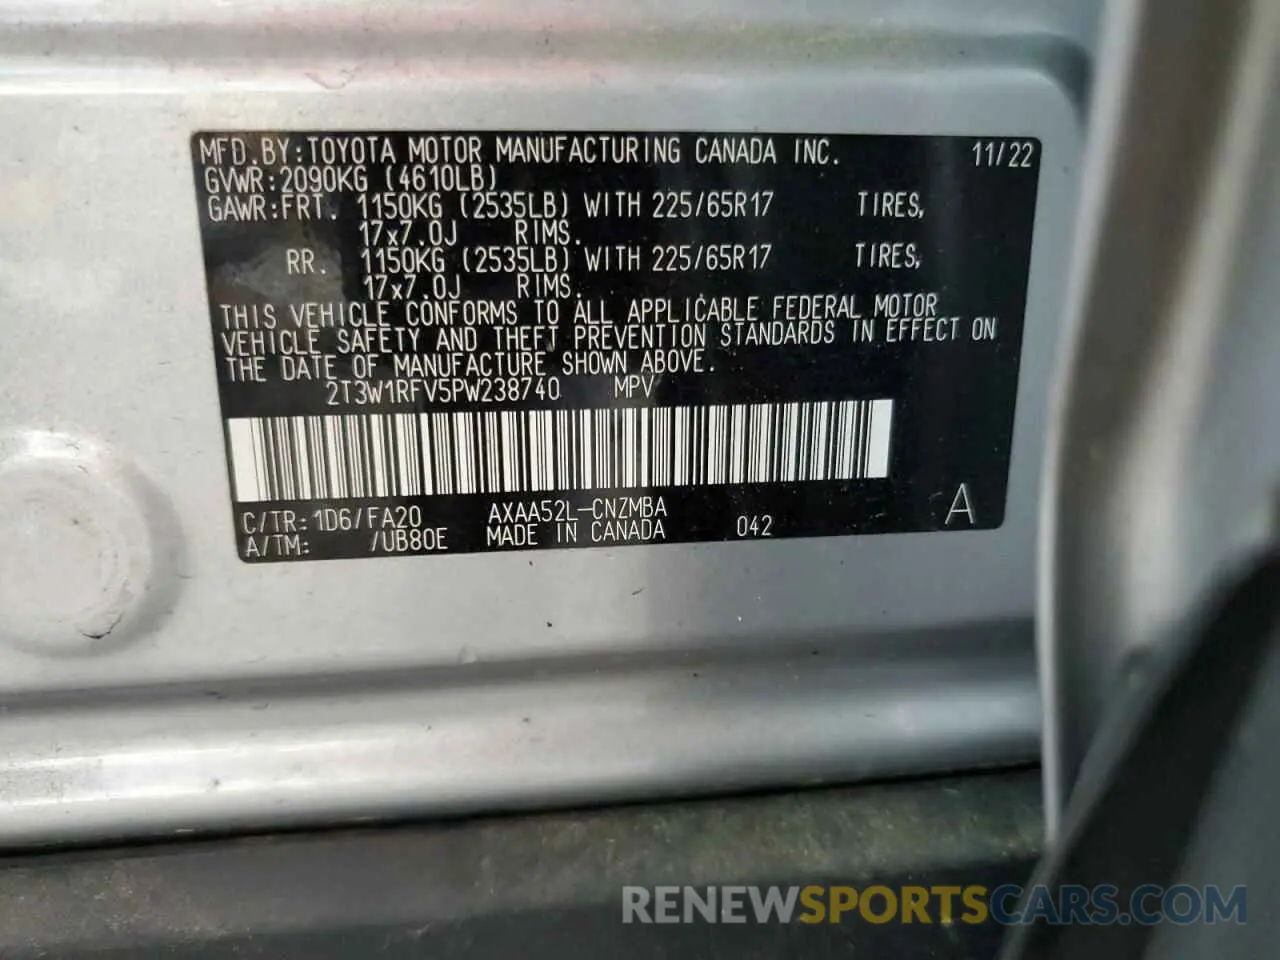 MFD.BY:TOYOTA MOTOR MANUFACTURING CANADA INC. 11/22
GVWR:2090KG (4610LB)
GAWR:FRT. 1150KG (2535LB) WITH 225/65R17 TIRES,
17x7.0J RIMS.
RR. 1150KG (2535LB) WITH 225/65R17 TIRES,
17x7.0J RIMS.
THIS VEHICLE CONFORMS TO ALL APPLICABLE FEDERAL MOTOR
VEHICLE SAFETY AND THEFT PREVENTION STANDARDS IN EFFECT ON
THE DATE OF MANUFACTURE SHOWN ABOVE.
2T3W1RFV5PW238740 MPV
C/TR:1D6/FA20 AXAA52L-CNZMBA
A/TM: /UB80E MADE IN CANADA 042 A
RENEWSPORTSCARS.COM